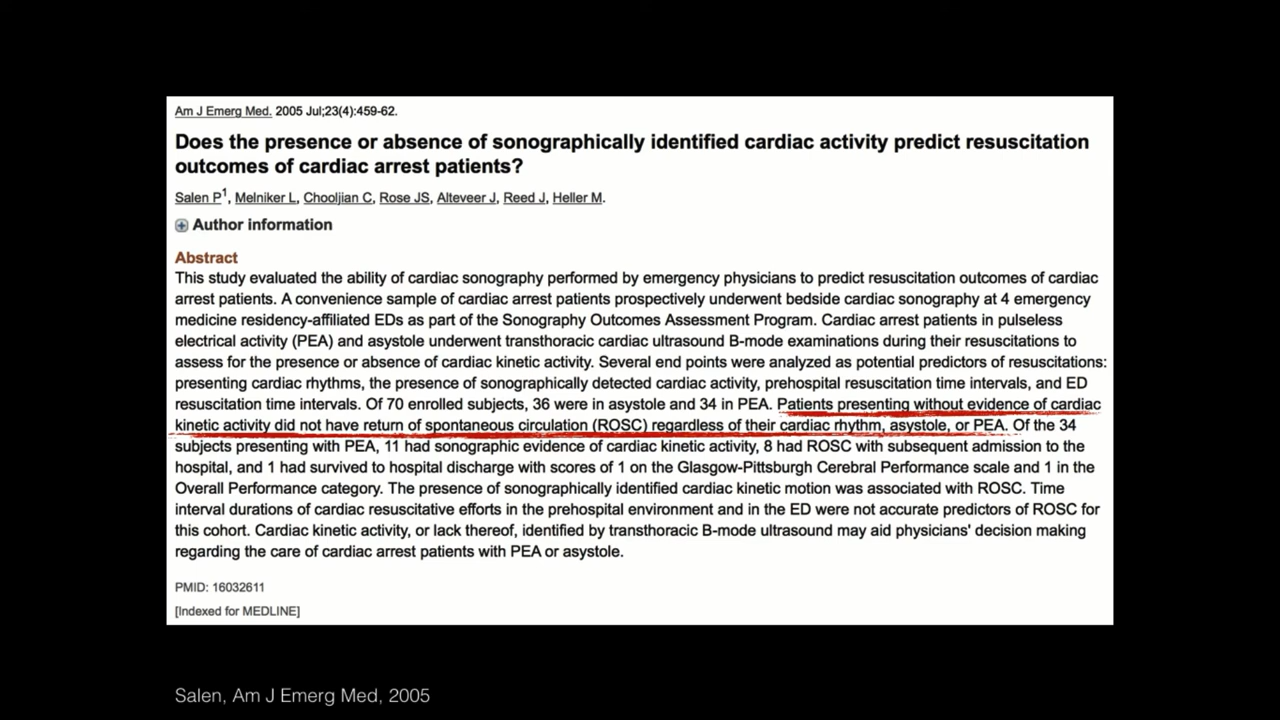 Am J Emerg Med. 2005 Jul;23(4):459-62.
Does the presence or absence of sonographically identified cardiac activity predict resuscitation
outcomes of cardiac arrest patients?
Salen P1, Melniker L, Chooljian C, Rose JS, Alteveer J, Reed J, Heller M.
Author information
Abstract
This study evaluated the ability of cardiac sonography performed by emergency physicians to predict resuscitation outcomes of cardiac
arrest patients. A convenience sample of cardiac arrest patients prospectively underwent bedside cardiac sonography at 4 emergency
medicine residency-affiliated EDs as part of the Sonography Outcomes Assessment Program. Cardiac arrest patients in pulseless
electrical activity (PEA) and asystole underwent transthoracic cardiac ultrasound B-mode examinations during their resuscitations to
assess for the presence or absence of cardiac kinetic activity. Several end points were analyzed as potential predictors of resuscitations:
presenting cardiac rhythms, the presence of sonographically detected cardiac activity, prehospital resuscitation time intervals, and ED
resuscitation time intervals. Of 70 enrolled subjects, 36 were in asystole and 34 in PEA. Patients presenting without evidence of cardiac
kinetic activity did not have return of spontaneous circulation (ROSC) regardless of their cardiac rhythm, asystole, or PEA. Of the 34
subjects presenting with PEA, 11 had sonographic evidence of cardiac kinetic activity, 8 had ROSC with subsequent admission to the
hospital, and 1 had survived to hospital discharge with scores of 1 on the Glasgow-Pittsburgh Cerebral Performance scale and 1 in the
Overall Performance category. The presence of sonographically identified cardiac kinetic motion was associated with ROSC. Time
interval durations of cardiac resuscitative efforts in the prehospital environment and in the ED were not accurate predictors of ROSC for
this cohort. Cardiac kinetic activity, or lack thereof, identified by transthoracic B-mode ultrasound may aid physicians' decision making
regarding the care of cardiac arrest patients with PEA or asystole.
PMID: 16032611
[Indexed for MEDLINE]
Salen, Am J Emerg Med, 2005